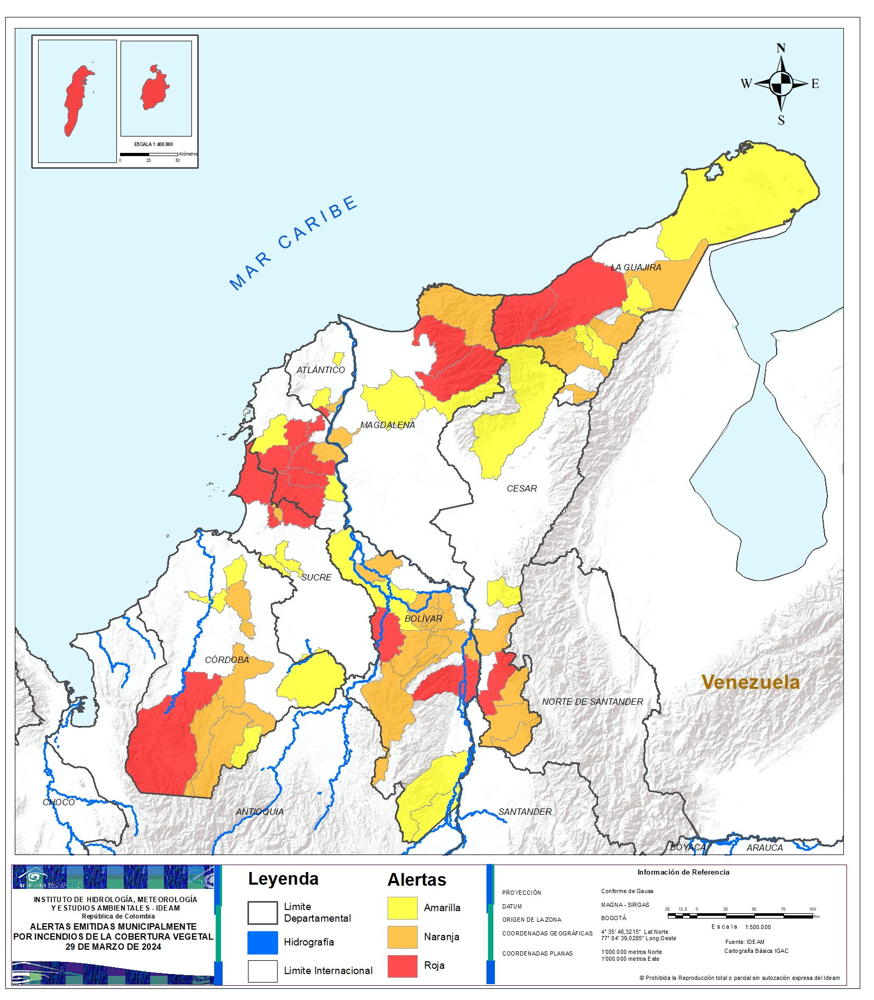 N
W
E
S
ESCALA 1:400.000
Kilómetros
0 25 50
MAR CARIBE
LA GUAJIRA
ATLÁNTICO
MAGDALENA
CESAR
SUCRE
BOLÍVAR
CÓRDOBA
Venezuela
NORTE DE SANTANDER
CHOCÓ
ANTIOQUIA
SANTANDER
BOYACÁ
ARAUCA
IDEAM
INSTITUTO DE HIDROLOGÍA, METEOROLOGÍA
Y ESTUDIOS AMBIENTALES - IDEAM
República de Colombia
ALERTAS EMITIDAS MUNICIPALMENTE
POR INCENDIOS DE LA COBERTURA VEGETAL
29 DE MARZO DE 2024
Leyenda
Limite
Departamental
Hidrografía
Limite Internacional
Alertas
Amarilla
Naranja
Roja
Información de Referencia
PROYECCIÓN Conforme de Gauss
DATUM MAGNA - SIRGAS
ORIGEN DE LA ZONA BOGOTÁ
COORDENADAS GEOGRÁFICAS 4° 35' 46,3215" Lat.Norte
77° 04' 39,0285" Long.Oeste
COORDENADAS PLANAS 1'000.000 metros Norte
1'000.000 metros Este
25 12,5 0 25 50 75 100
Km
Escala 1:500.000
Fuente: IDEAM
Cartografía Básica IGAC
© Prohibida la Reproducción total o parcial sin autozación expresa del Ideam